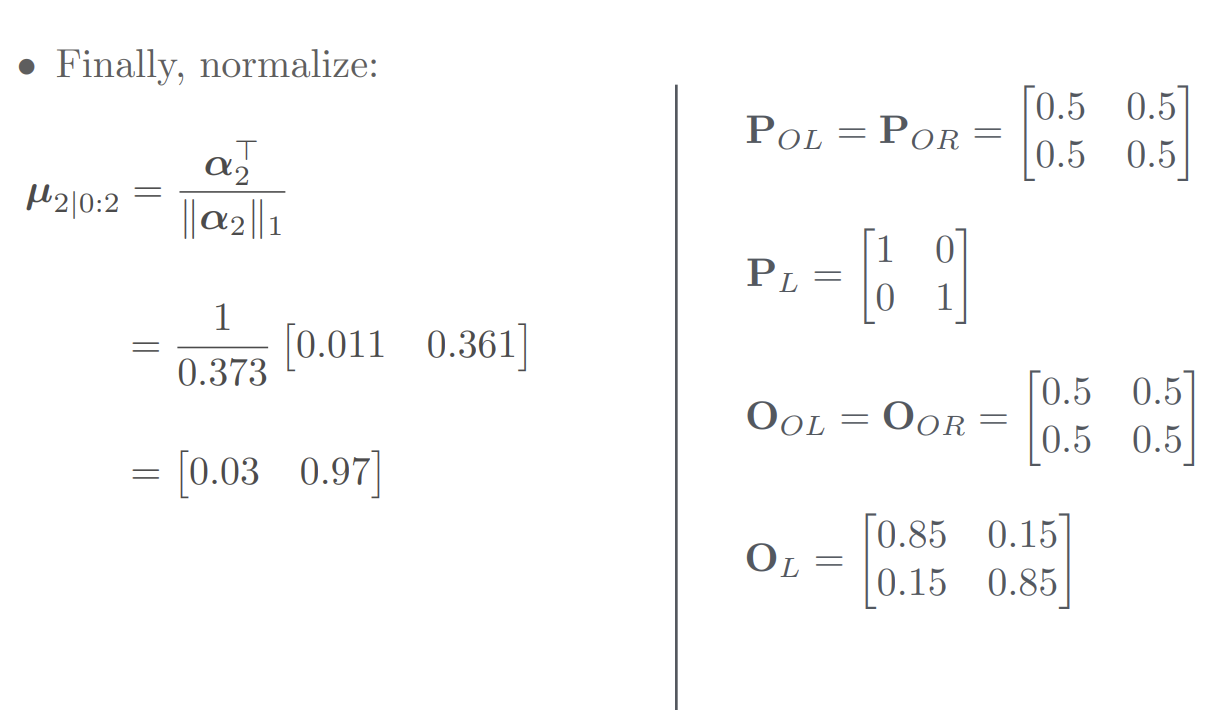 • Finally, normalize:
μ_{2|0:2} = α_2^⊤ / ‖α_2‖_1
= 1/0.373 [0.011 0.361]
= [0.03 0.97]
P_{OL} = P_{OR} = [0.5 0.5
0.5 0.5]
P_L = [1 0
0 1]
O_{OL} = O_{OR} = [0.5 0.5
0.5 0.5]
O_L = [0.85 0.15
0.15 0.85]